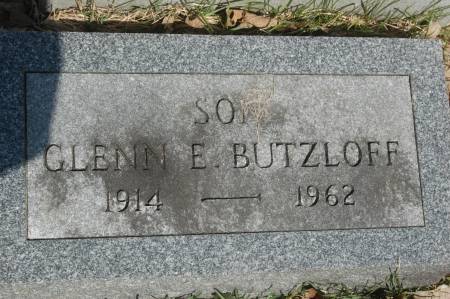 SON
GLENN E. BUTZLOFF
1914 — 1962